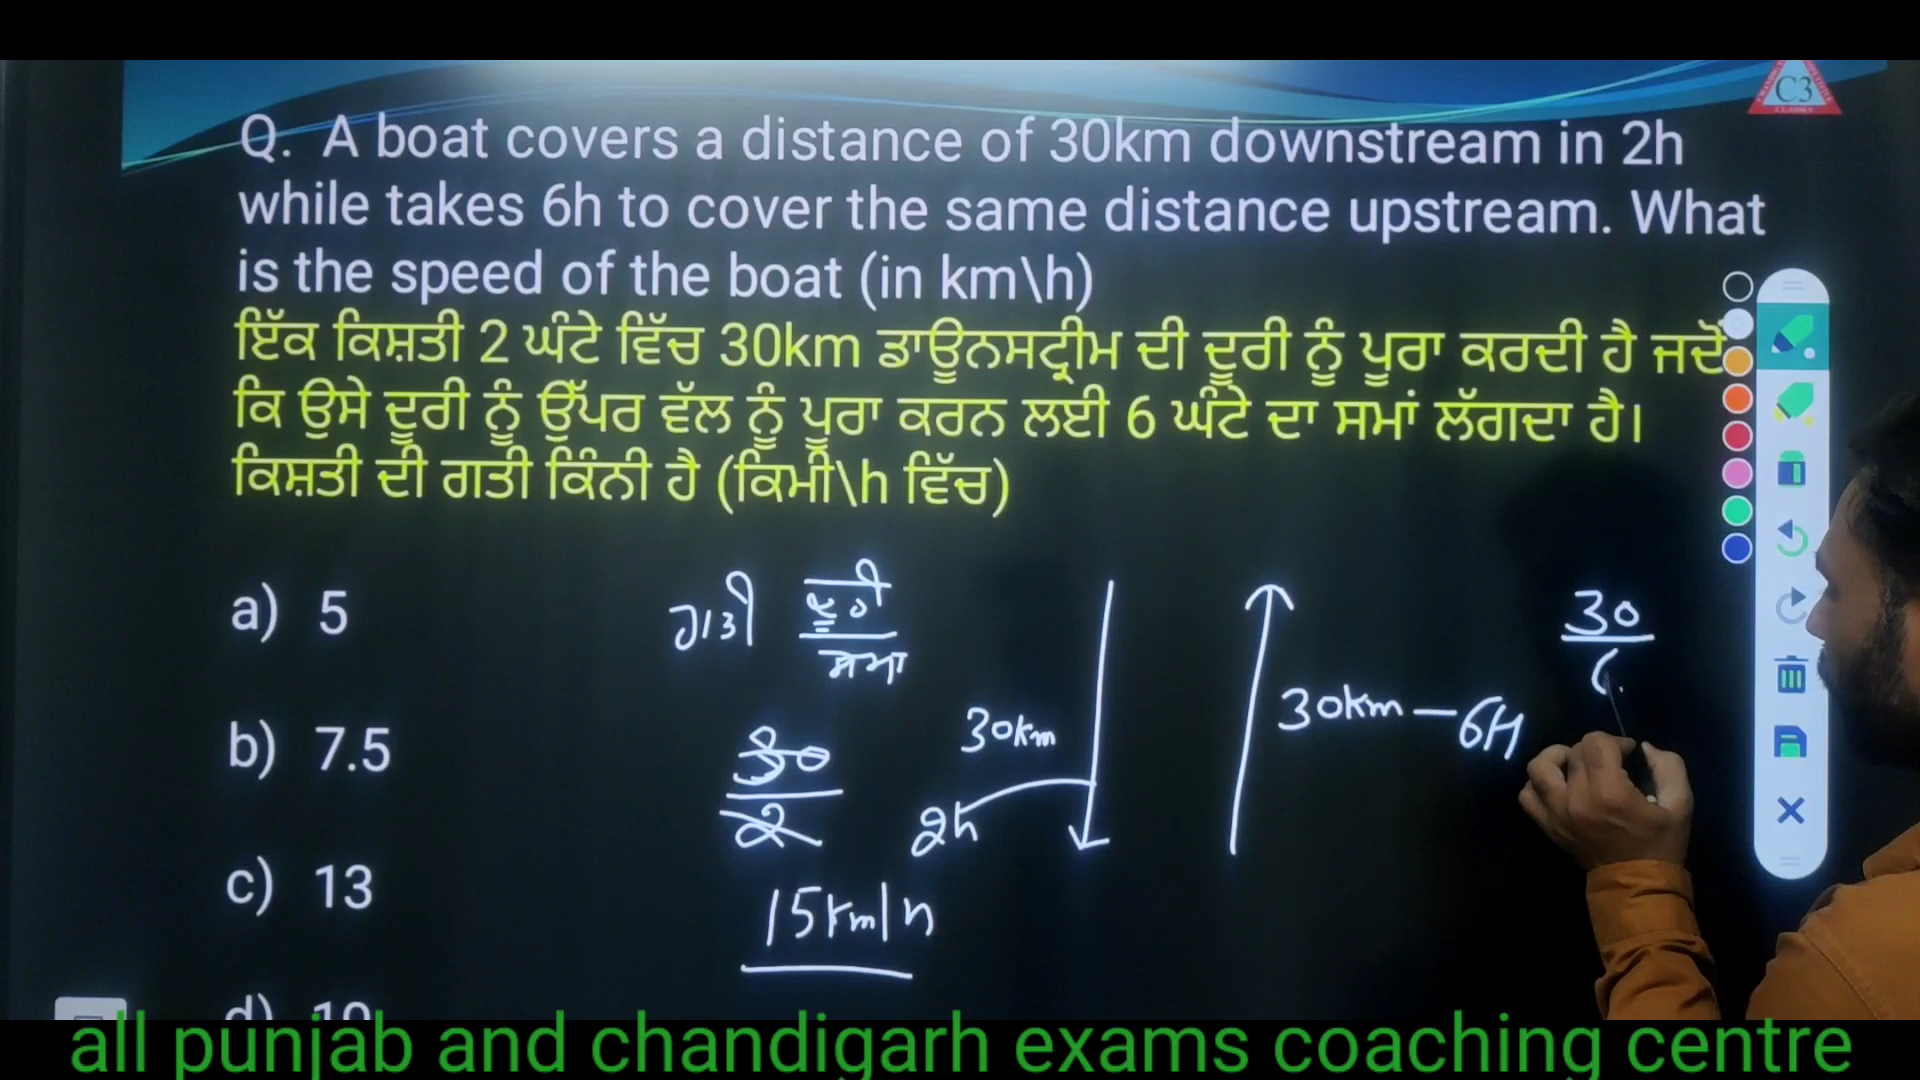 C3
Q. A boat covers a distance of 30km downstream in 2h
while takes 6h to cover the same distance upstream. What
is the speed of the boat (in km\h)
ਇੱਕ ਕਿਸ਼ਤੀ 2 ਘੰਟੇ ਵਿੱਚ 30km ਡਾਊਨਸਟ੍ਰੀਮ ਦੀ ਦੂਰੀ ਨੂੰ ਪੂਰਾ ਕਰਦੀ ਹੈ ਜਦੋਂ
ਕਿ ਉਸੇ ਦੂਰੀ ਨੂੰ ਉੱਪਰ ਵੱਲ ਨੂੰ ਪੂਰਾ ਕਰਨ ਲਈ 6 ਘੰਟੇ ਦਾ ਸਮਾਂ ਲੱਗਦਾ ਹੈ।
ਕਿਸ਼ਤੀ ਦੀ ਗਤੀ ਕਿੰਨੀ ਹੈ (ਕਿਮੀ\h ਵਿੱਚ)
a) 5
b) 7.5
c) 13
d) 10
ਗਤੀ ਦੂਰੀ
ਸਮਾ
30
2
15km/h
30km
2h
30km — 6H
30
6
all punjab and chandigarh exams coaching centre